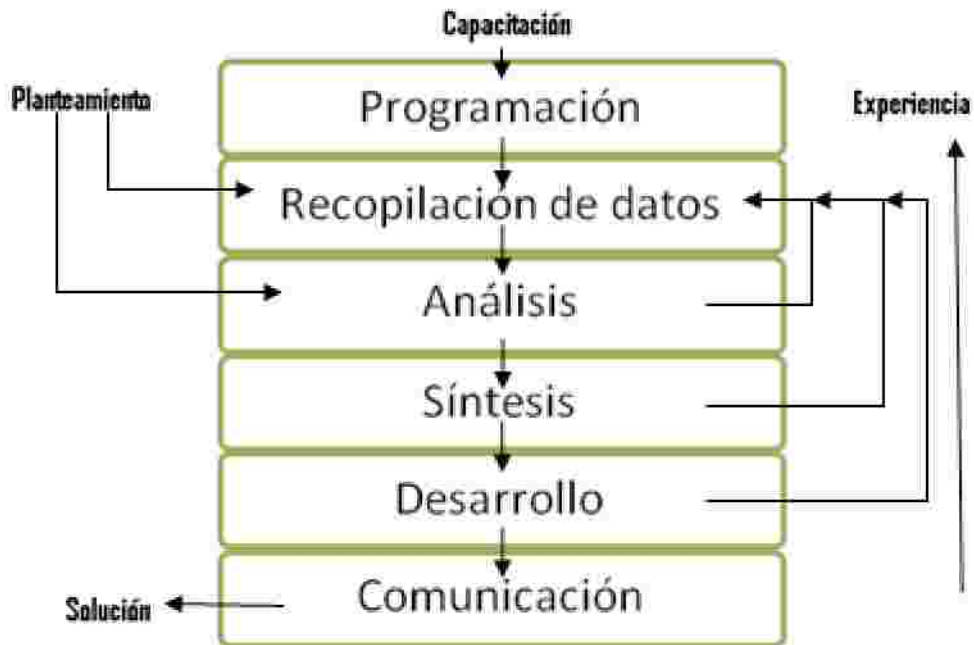 Capacitación
Programación
Planteamiento
Experiencia
Recopilación de datos
Análisis
Síntesis
Desarrollo
Comunicación
Solución